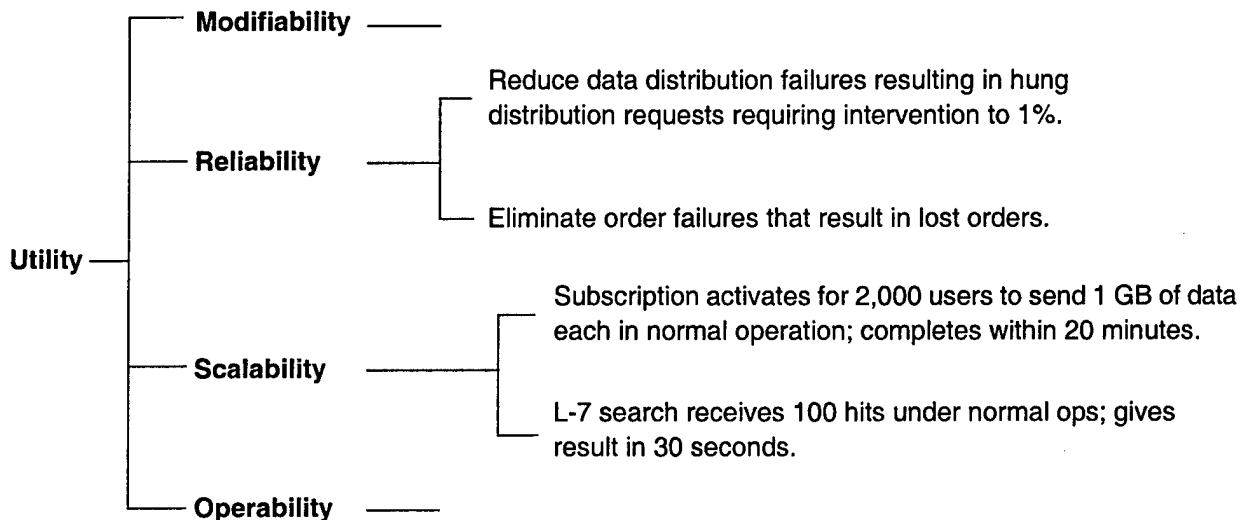 Modifiability
Reduce data distribution failures resulting in hung
distribution requests requiring intervention to 1%.
Reliability
Eliminate order failures that result in lost orders.
Utility
Subscription activates for 2,000 users to send 1 GB of data
each in normal operation; completes within 20 minutes.
Scalability
L-7 search receives 100 hits under normal ops; gives
result in 30 seconds.
Operability